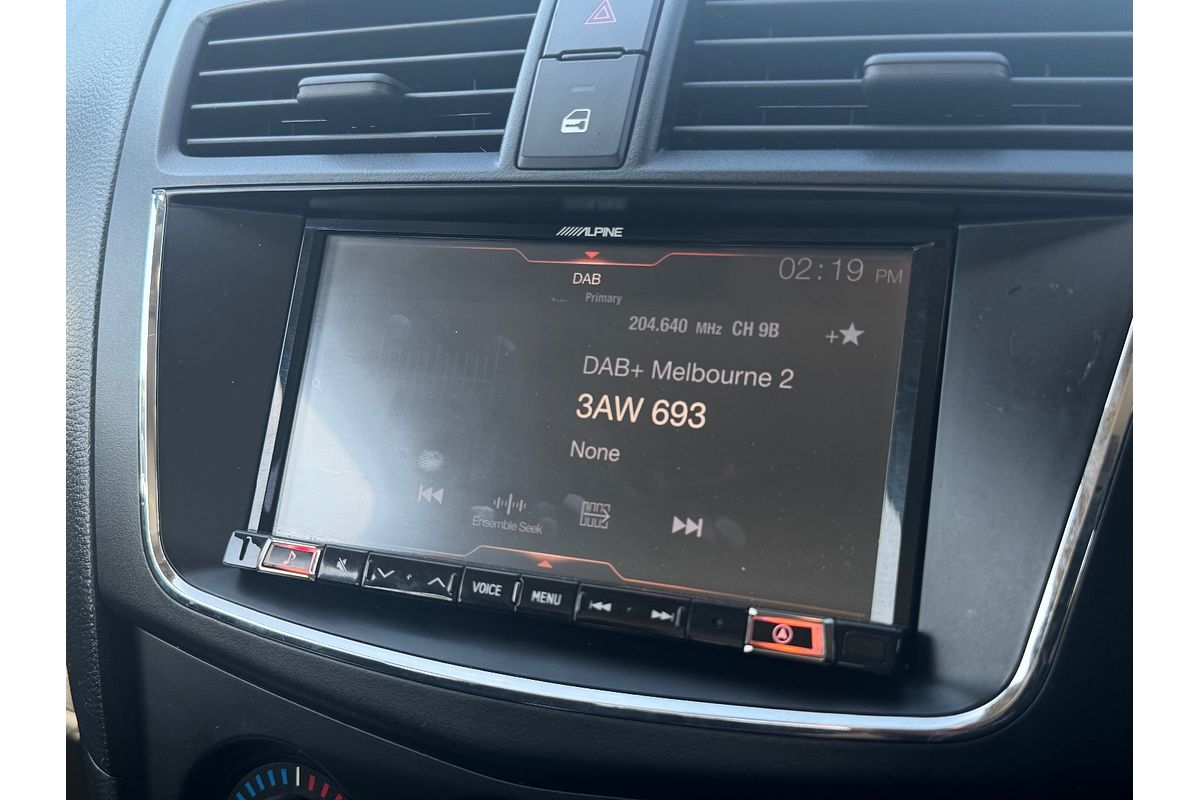 ALPINE
DAB
02:19 PM
Primary
204.640 MHz CH 9B
DAB+ Melbourne 2
3AW 693
None
Ensemble Seek
VOICE
MENU